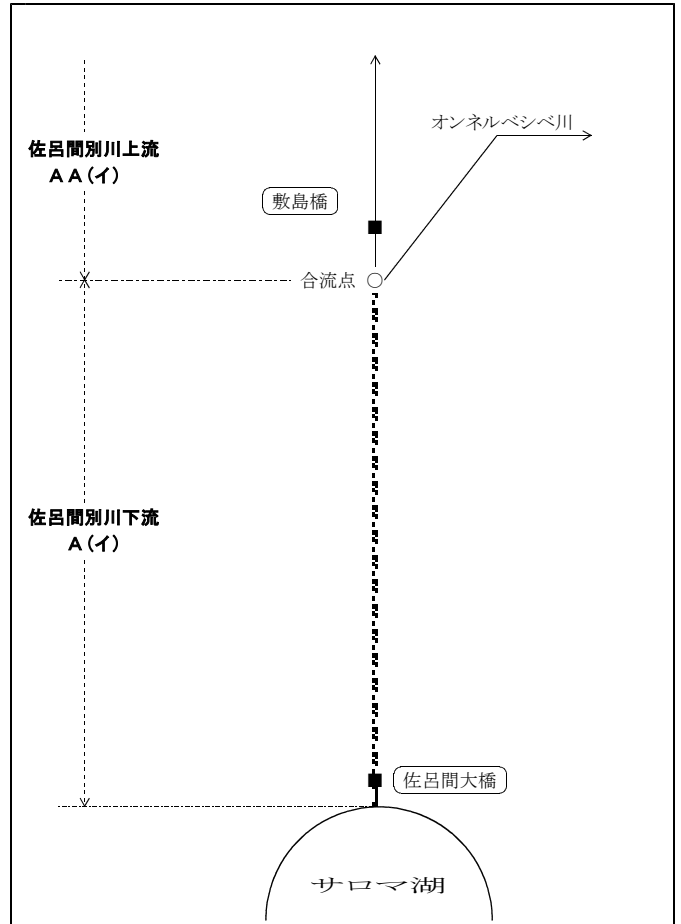 オンネルベシベ川
佐呂間別川上流
ＡＡ(イ)
敷島橋
合流点
佐呂間別川下流
Ａ(イ)
佐呂間大橋
サロマ湖